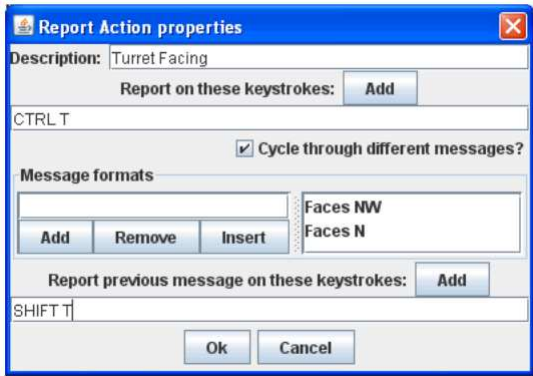 Report Action properties
Description: Turret Facing
Report on these keystrokes: Add
CTRL T
Cycle through different messages?
Message formats
Faces NW
Faces N
Add Remove Insert
Report previous message on these keystrokes: Add
SHIFT T
Ok Cancel